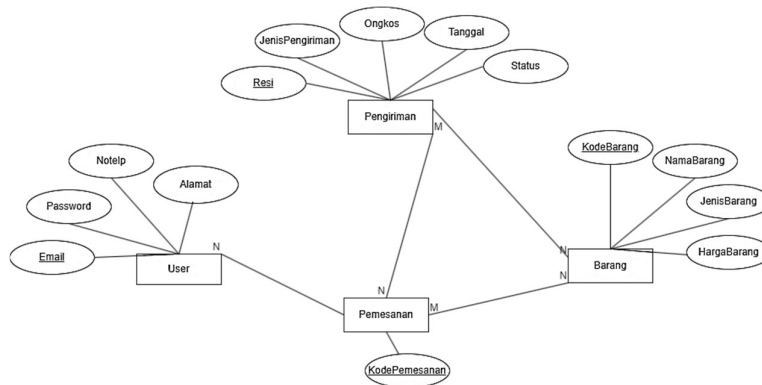 Ongkos
Tanggal
JenisPengiriman
Status
Resi
Pengiriman
M
KodeBarang
Notelp
NamaBarang
Alamat
Password
JenisBarang
N
N
HargaBarang
Email
User
Barang
N
N
M
Pemesanan
KodePemesanan